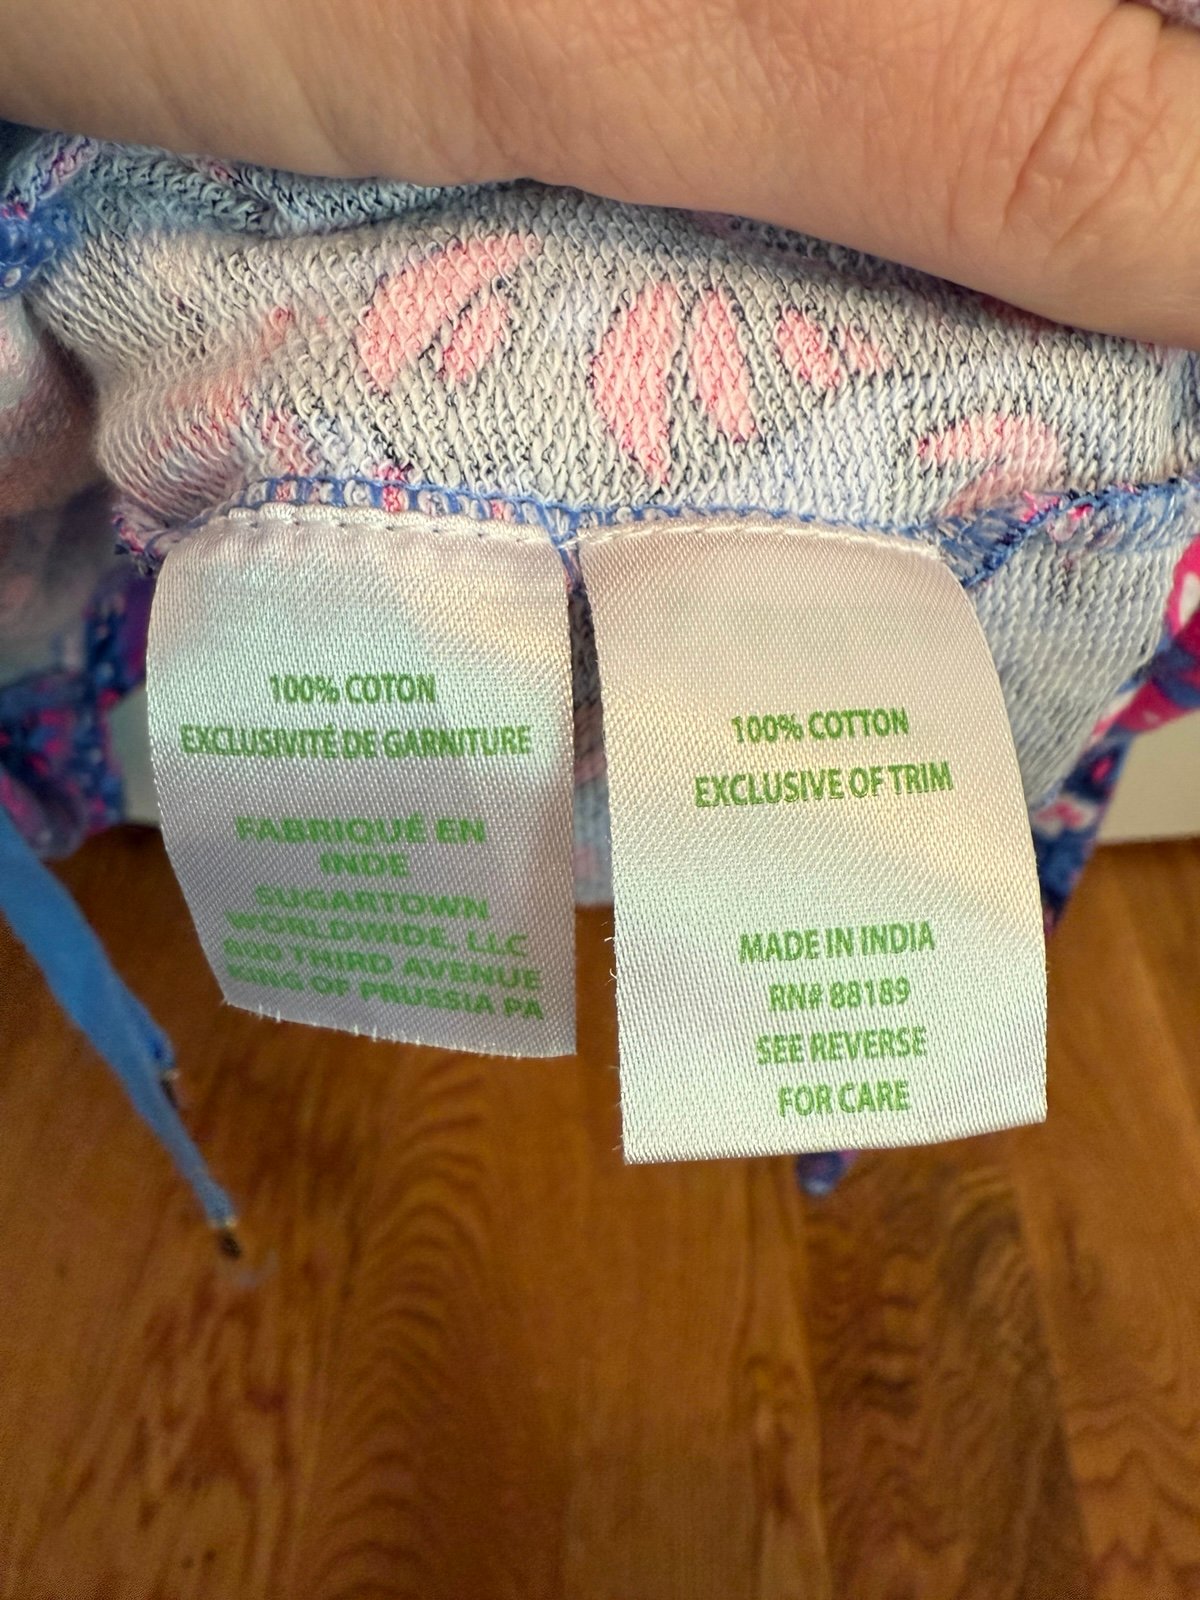 100% COTON
EXCLUSIVITÉ DE GARNITURE
FABRIQUÉ EN
INDE
SUGARTOWN
WORLDWIDE, LLC
800 THIRD AVENUE
KING OF PRUSSIA PA
100% COTTON
EXCLUSIVE OF TRIM
MADE IN INDIA
RN# 88189
SEE REVERSE
FOR CARE